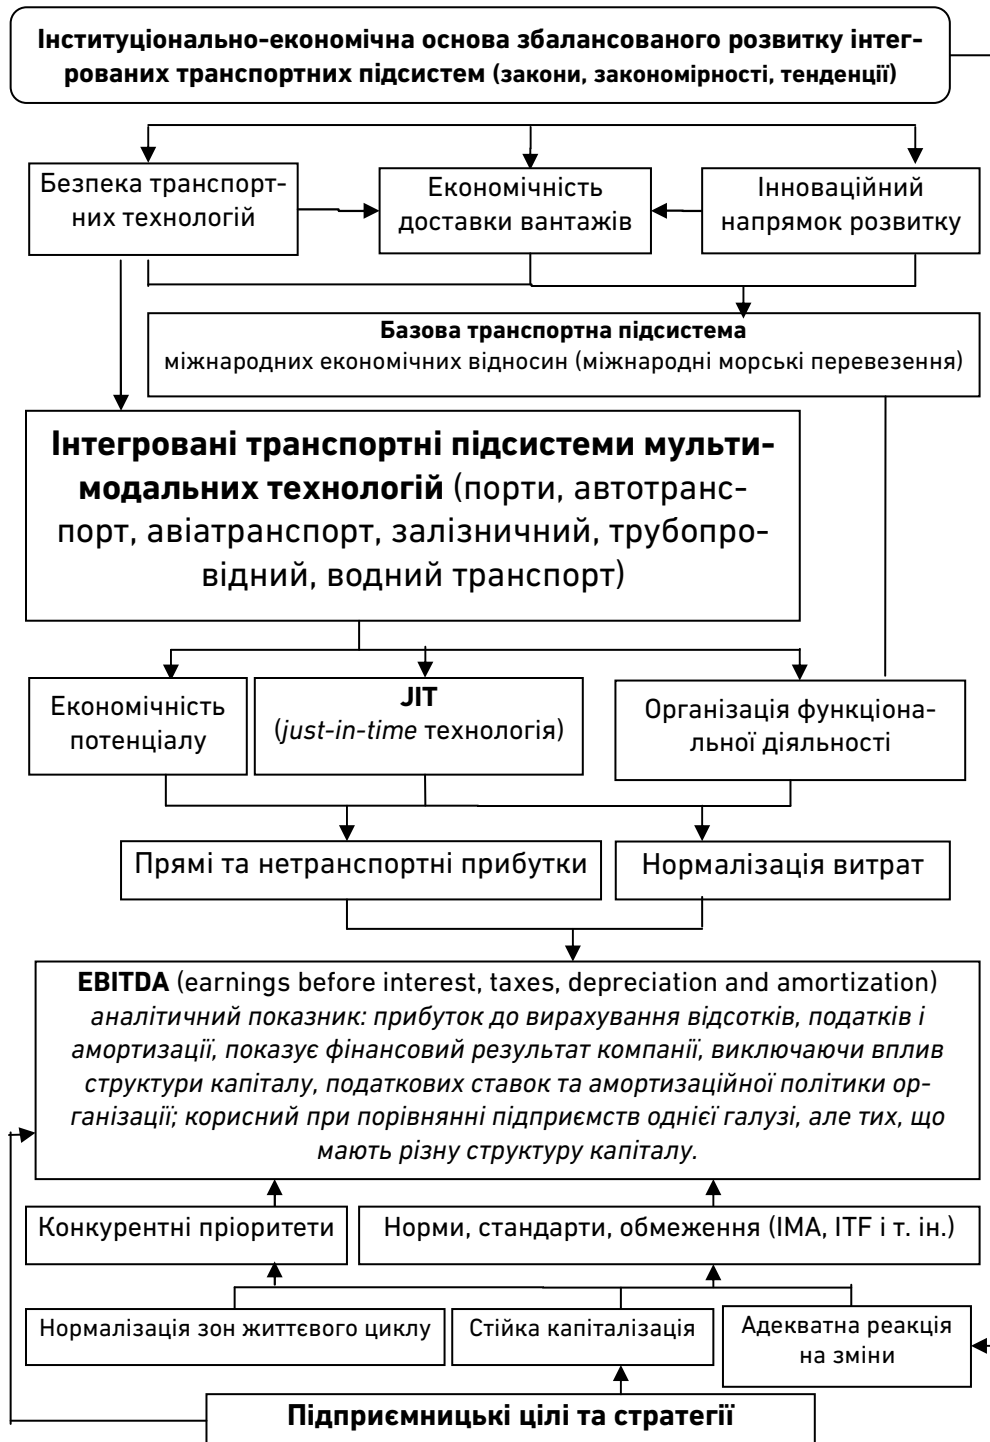 Інституціонально-економічна основа збалансованого розвитку інтег-
рованих транспортних підсистем (закони, закономірності, тенденції)
Безпека транспорт-
них технологій
Економічність
доставки вантажів
Інноваційний
напрямок розвитку
Базова транспортна підсистема
міжнародних економічних відносин (міжнародні морські перевезення)
Інтегровані транспортні підсистеми мульти-
модальних технологій (порти, автотранс-
порт, авіатранспорт, залізничний, трубопро-
відний, водний транспорт)
Економічність
потенціалу
JIT
(just-in-time технологія)
Організація функціона-
льної діяльності
Прямі та нетранспортні прибутки
Нормалізація витрат
EBITDA (earnings before interest, taxes, depreciation and amortization)
аналітичний показник: прибуток до вирахування відсотків, податків і
амортизації, показує фінансовий результат компанії, виключаючи вплив
структури капіталу, податкових ставок та амортизаційної політики ор-
ганізації; корисний при порівнянні підприємств однієї галузі, але тих, що
мають різну структуру капіталу.
Конкурентні пріоритети
Норми, стандарти, обмеження (IMA, ITF і т. ін.)
Нормалізація зон життєвого циклу
Стійка капіталізація
Адекватна реакція
на зміни
Підприємницькі цілі та стратегії